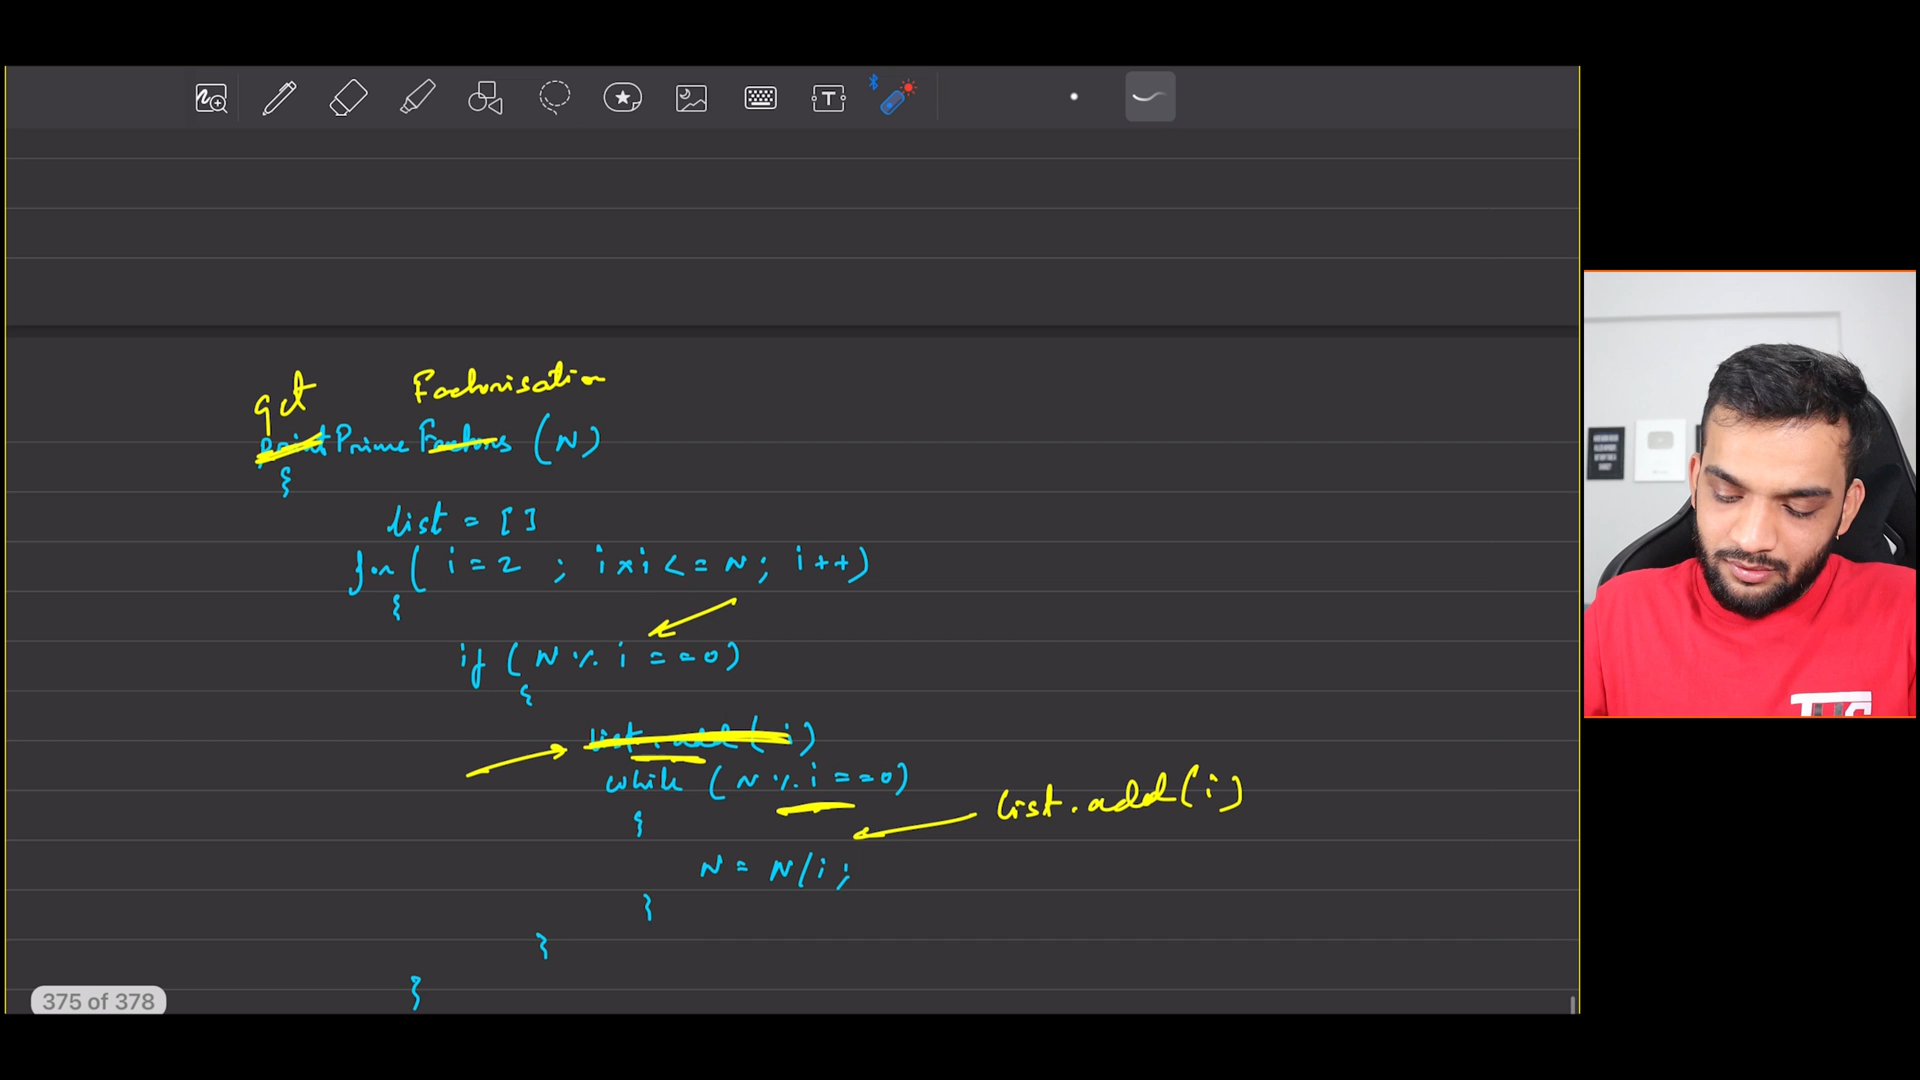 get Factorisation
print Prime Factors (N)
{
list = []
for ( i = 2 ; i x i <= N; i++)
{
if ( N % i == 0)
{
list.add(i)
while (N % i == 0)
{
list.add(i)
N = N/i;
}
}
}
375 of 378